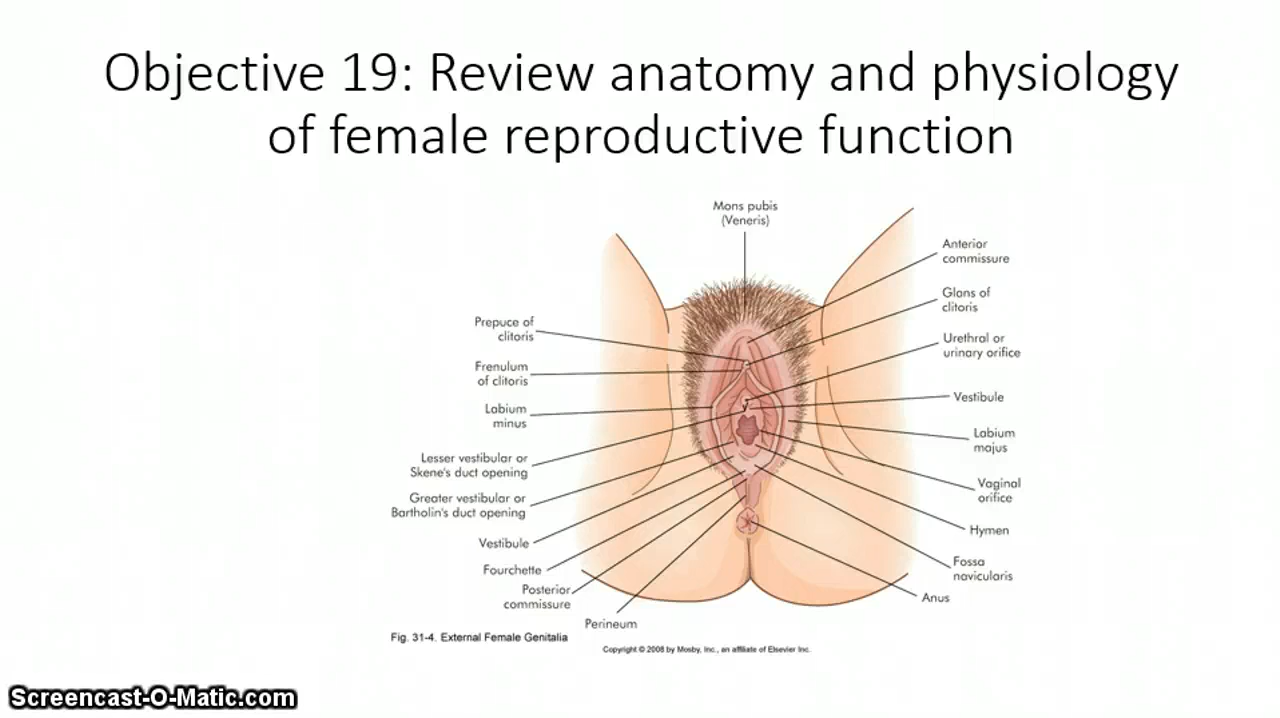 Objective 19: Review anatomy and physiology
of female reproductive function
Mons pubis
(Veneris)
Anterior
commissure
Glans of
clitoris
Urethral or
urinary orifice
Vestibule
Labium
majus
Vaginal
orifice
Hymen
Fossa
navicularis
Anus
Prepuce of
clitoris
Frenulum
of clitoris
Labium
minus
Lesser vestibular or
Skene's duct opening
Greater vestibular or
Bartholin's duct opening
Vestibule
Fourchette
Posterior
commissure
Perineum
Fig. 31-4. External Female Genitalia
Copyright © 2008 by Mosby, Inc., an affiliate of Elsevier Inc.
Screencast-O-Matic.com